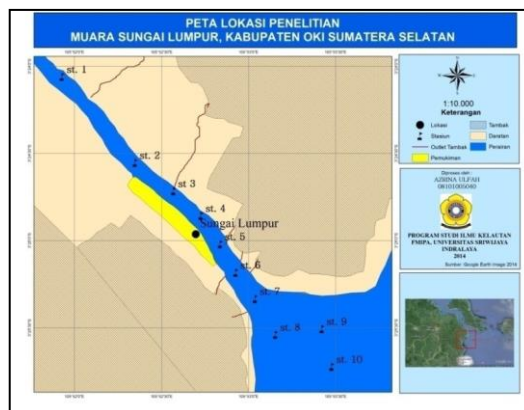 PETA LOKASI PENELITIAN
MUARA SUNGAI LUMPUR, KABUPATEN OKI SUMATERA SELATAN
st. 1
st. 2
st. 3
st. 4
Sungai Lumpur
st. 5
st. 6
st. 7
st. 8
st. 9
st. 10
1:10.000
Keterangan
Lokasi
Stasiun
Outlet Tambak
Pemukiman
Tambak
Daratan
Perairan
Diproses oleh :
AZMINA ULFAH
08101005040
PROGRAM STUDI ILMU KELAUTAN
FMIPA, UNIVERSITAS SRIWIJAYA
INDRALAYA
2014
Sumber : Google Earth Image 2014